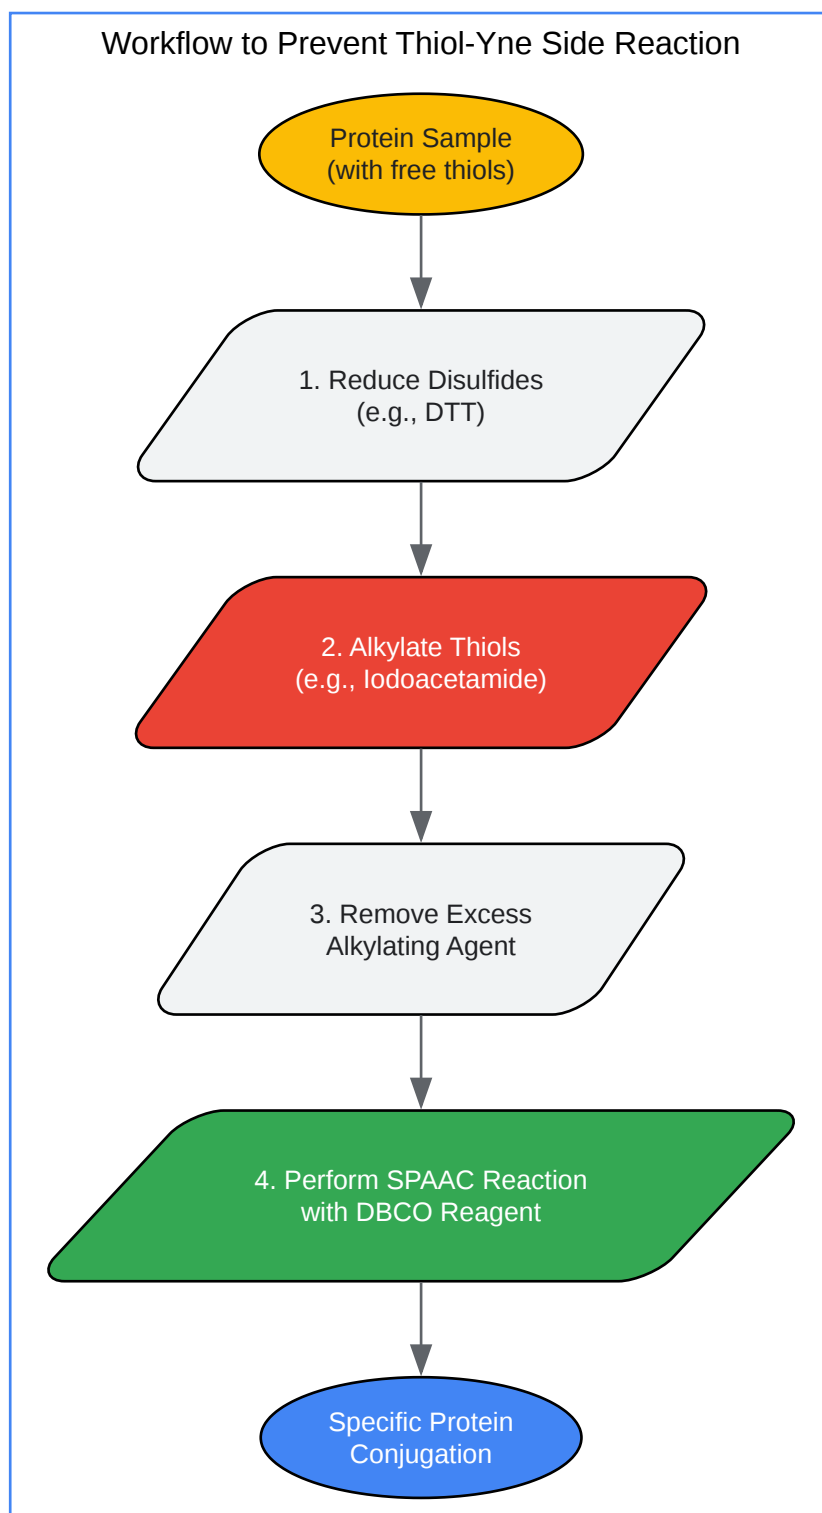 Workflow to Prevent Thiol-Yne Side Reaction
Protein Sample
(with free thiols)
1. Reduce Disulfides
(e.g., DTT)
2. Alkylate Thiols
(e.g., Iodoacetamide)
3. Remove Excess
Alkylating Agent
4. Perform SPAAC Reaction
with DBCO Reagent
Specific Protein
Conjugation